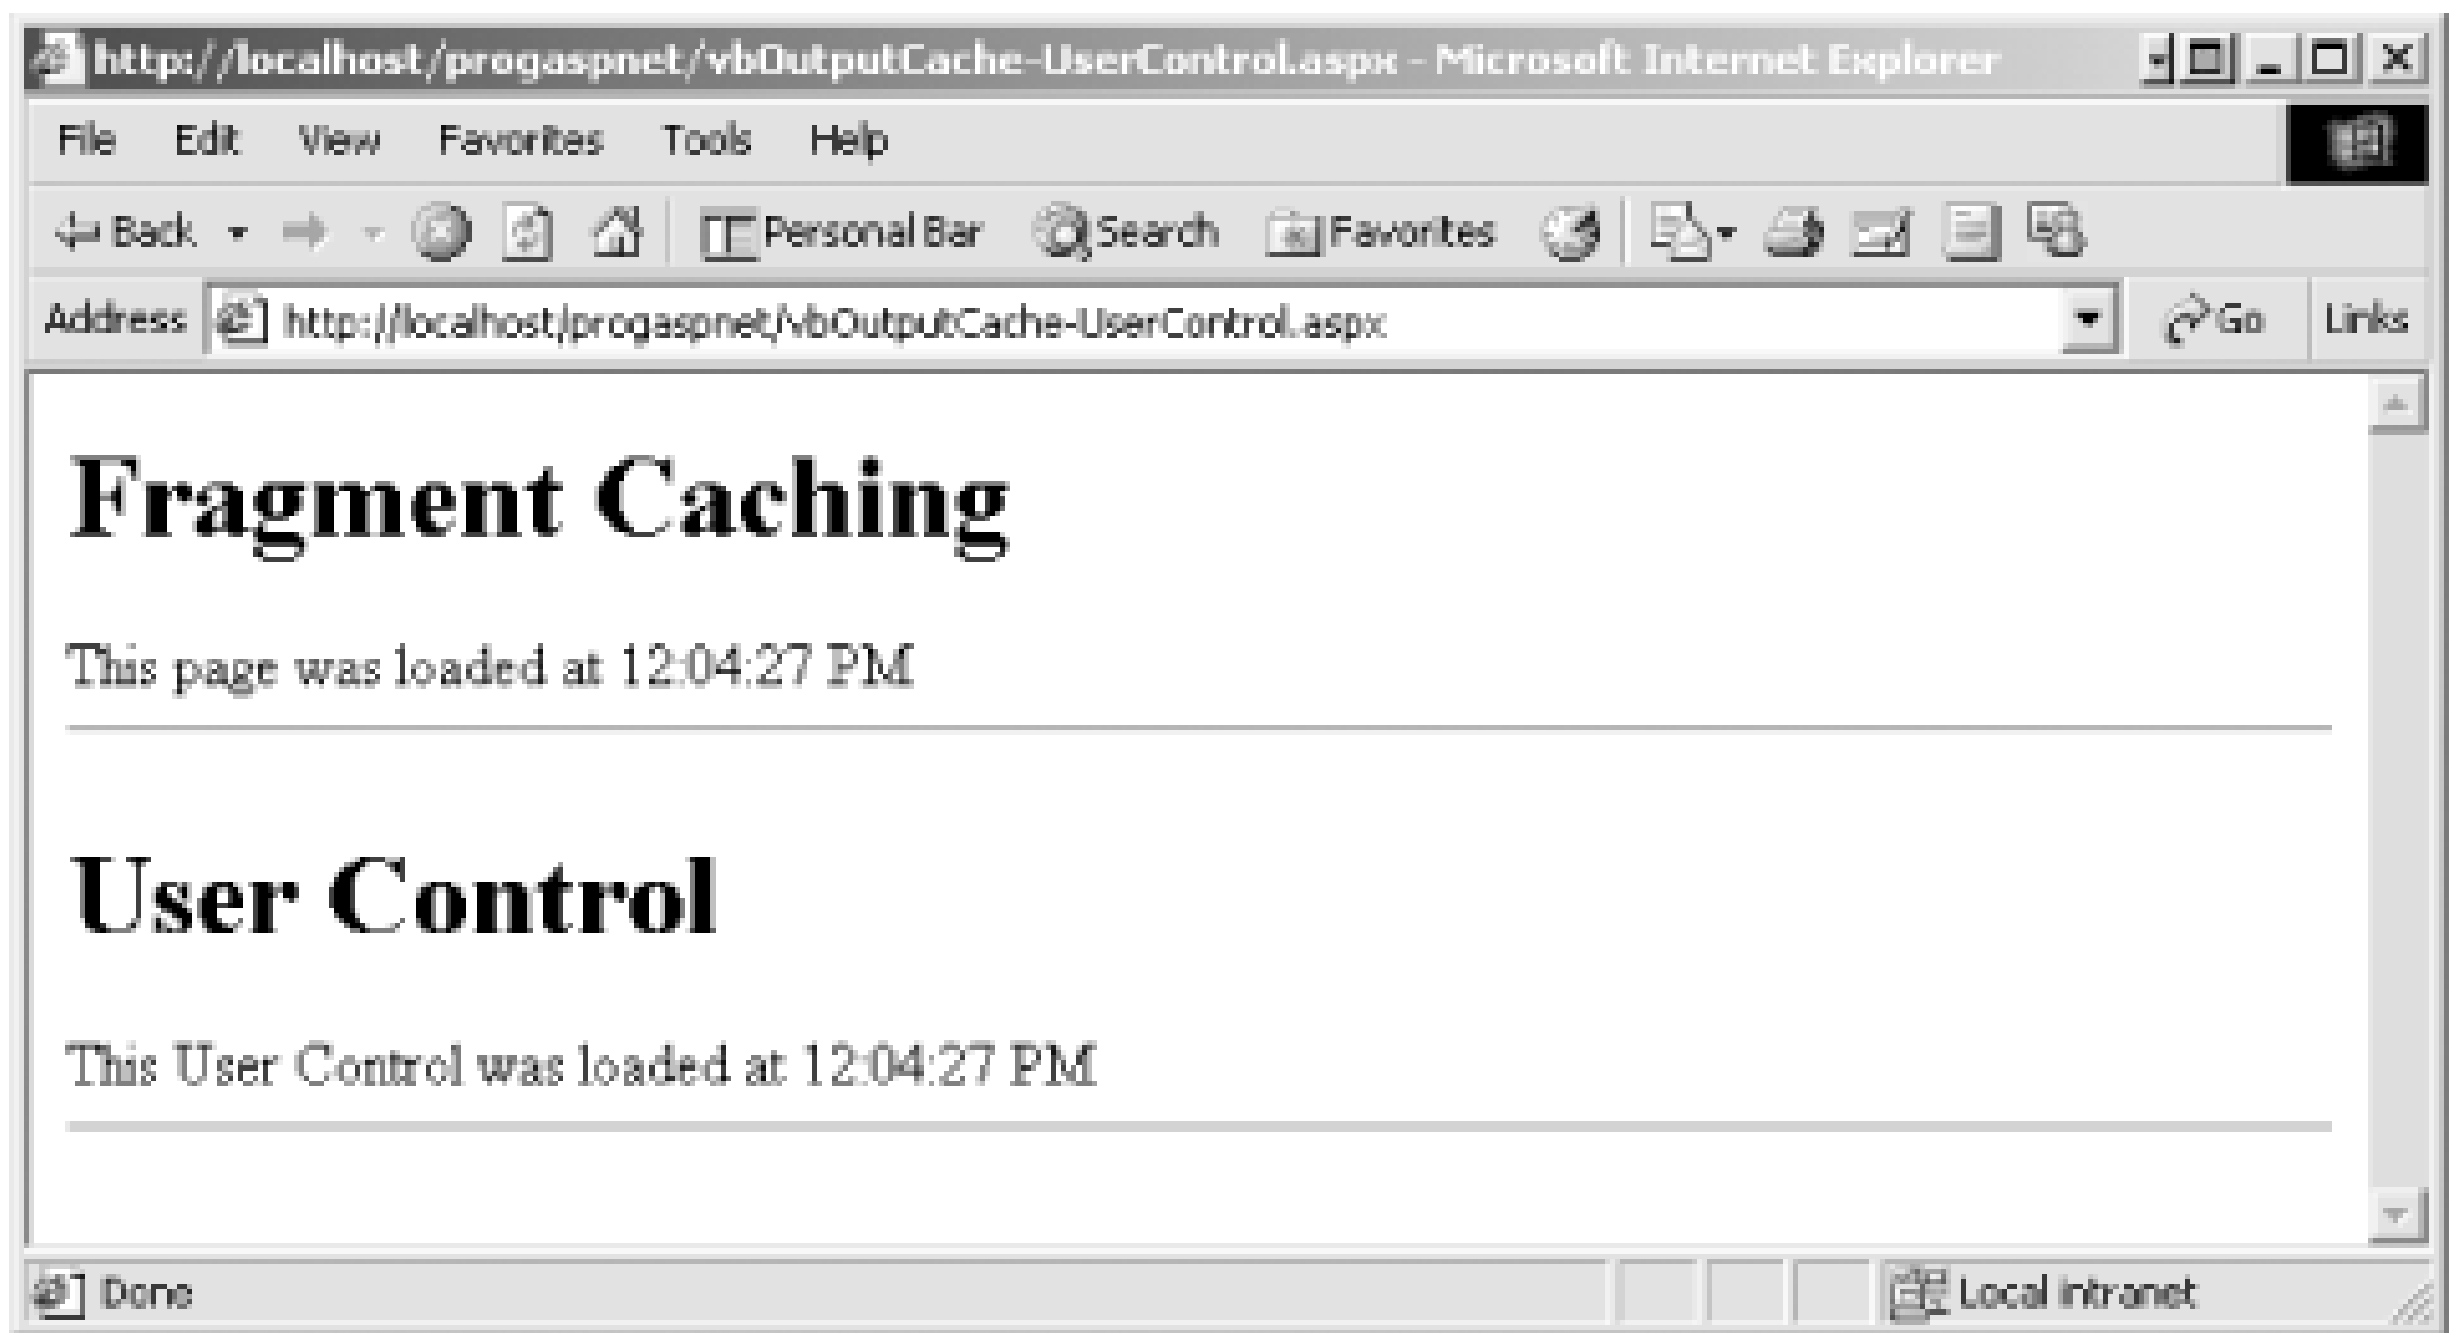 http://localhost/progaspnet/vbOutputCache-UserControl.aspx - Microsoft Internet Explorer
File Edit View Favorites Tools Help
Back Personal Bar Search Favorites
Address http://localhost/progaspnet/vbOutputCache-UserControl.aspx Go Links
Fragment Caching
This page was loaded at 12:04:27 PM
User Control
This User Control was loaded at 12:04:27 PM
Done Local intranet